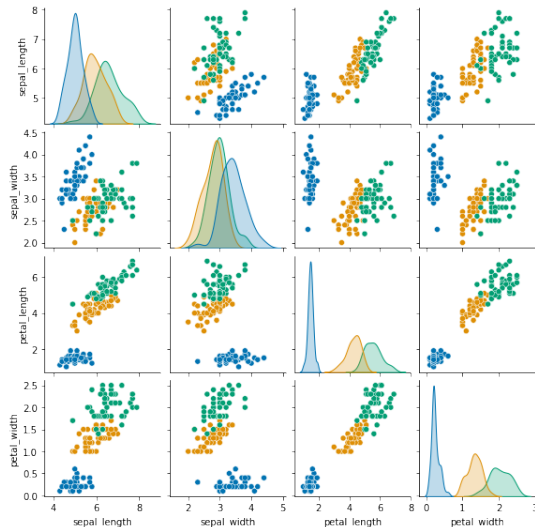 8
7
6
5
sepal_length
4.5
4.0
3.5
3.0
2.5
2.0
sepal_width
6
4
2
petal_length
2.5
2.0
1.5
1.0
0.5
0.0
petal_width
4 6 8
2 3 4 5
2 4 6 8
0 1 2 3
sepal_length sepal_width petal_length petal_width